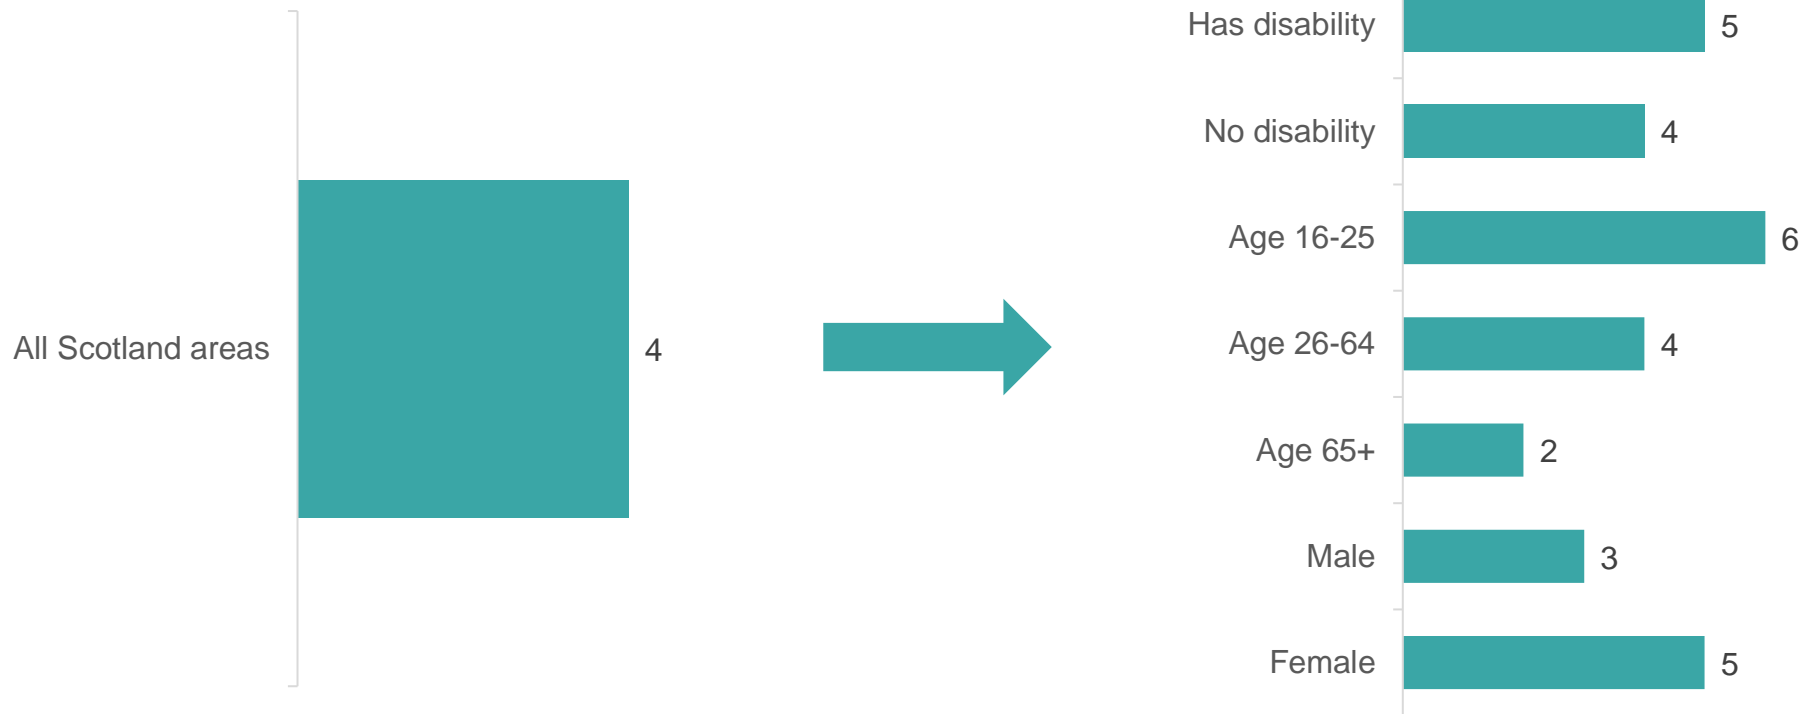 All Scotland areas 4
Has disability 5
No disability 4
Age 16-25 6
Age 26-64 4
Age 65+ 2
Male 3
Female 5